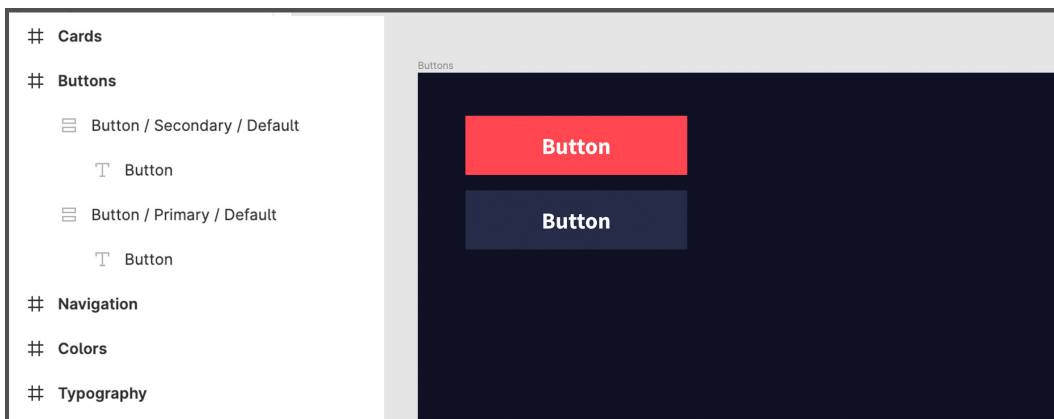 Cards
Buttons
Button / Secondary / Default
Button
Button / Primary / Default
Button
Navigation
Colors
Typography
Buttons
Button
Button